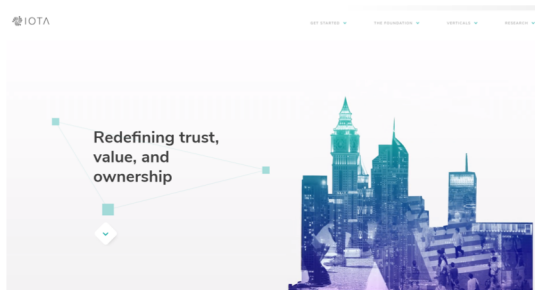 IOTA
GET STARTED
THE FOUNDATION
VERTICALS
RESEARCH
Redefining trust,
value, and
ownership